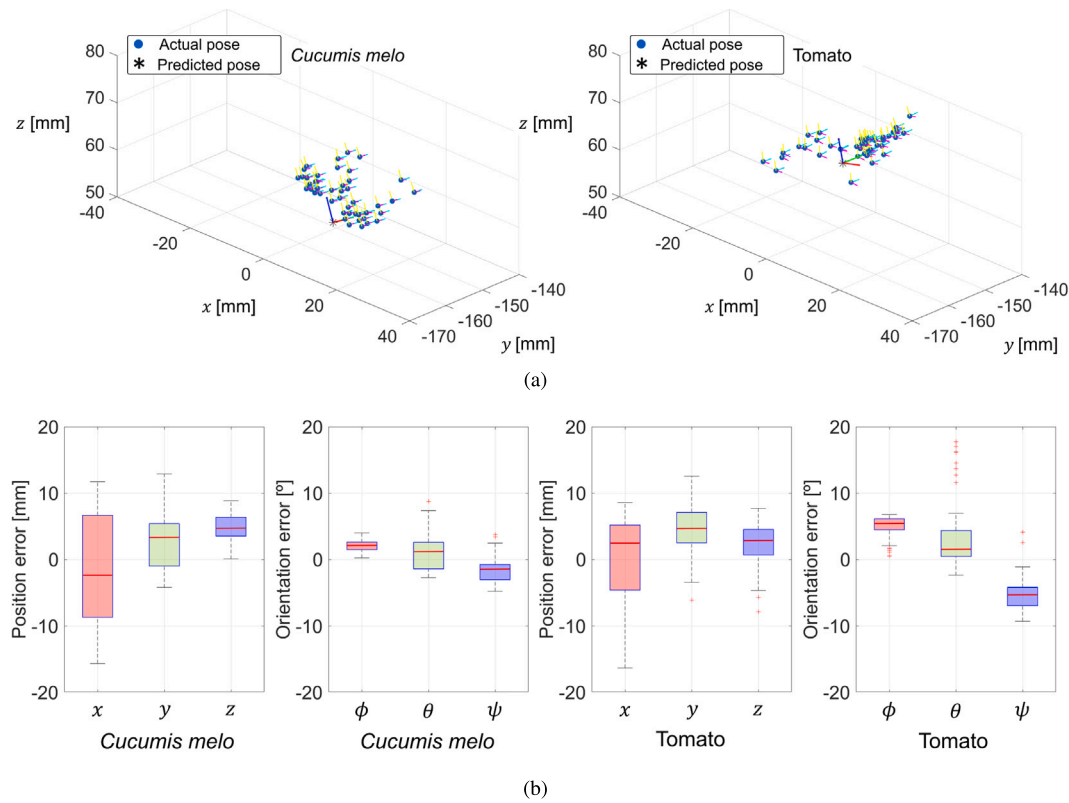 Actual pose
Predicted pose
Cucumis melo
z [mm]
80
70
60
50
-40
-20
0
20
40
x [mm]
-170
-160
-150
-140
y [mm]
Actual pose
Predicted pose
Tomato
z [mm]
80
70
60
50
-40
-20
0
20
40
x [mm]
-170
-160
-150
-140
y [mm]
(a)
Position error [mm]
20
10
0
-10
-20
x y z
Cucumis melo
Orientation error [º]
20
10
0
-10
-20
ϕ θ ψ
Cucumis melo
Position error [mm]
20
10
0
-10
-20
x y z
Tomato
Orientation error [º]
20
10
0
-10
-20
ϕ θ ψ
Tomato
(b)